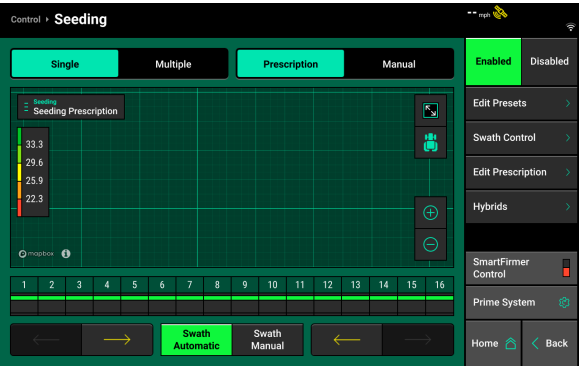 Control › Seeding
-- mph
Single
Multiple
Prescription
Manual
Enabled
Disabled
Seeding
Seeding Prescription
33.3
29.6
25.9
22.3
mapbox
Edit Presets
Swath Control
Edit Prescription
Hybrids
1 2 3 4 5 6 7 8 9 10 11 12 13 14 15 16
SmartFirmer
Control
Prime System
Swath
Automatic
Swath
Manual
Home
Back